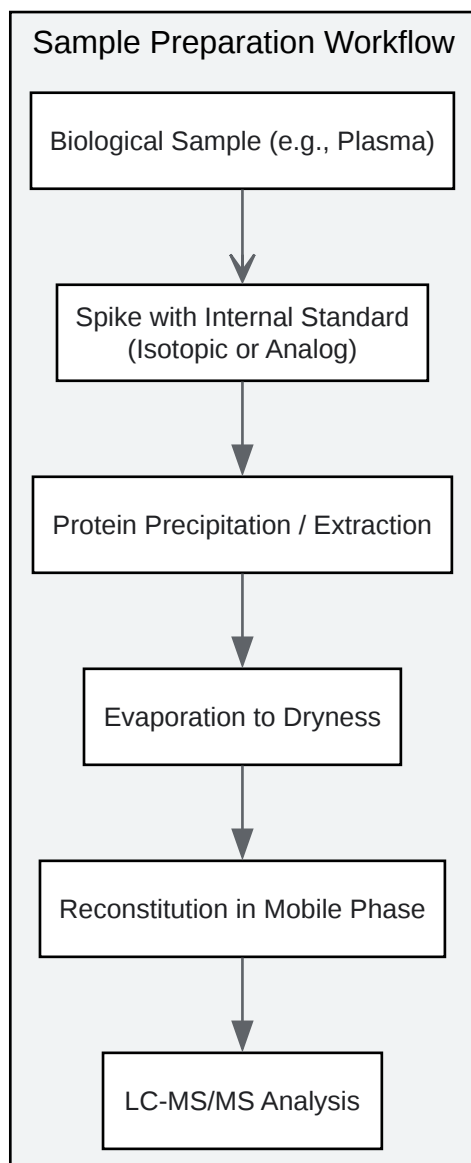 Sample Preparation Workflow
Biological Sample (e.g., Plasma)
Spike with Internal Standard
(Isotopic or Analog)
Protein Precipitation / Extraction
Evaporation to Dryness
Reconstitution in Mobile Phase
LC-MS/MS Analysis